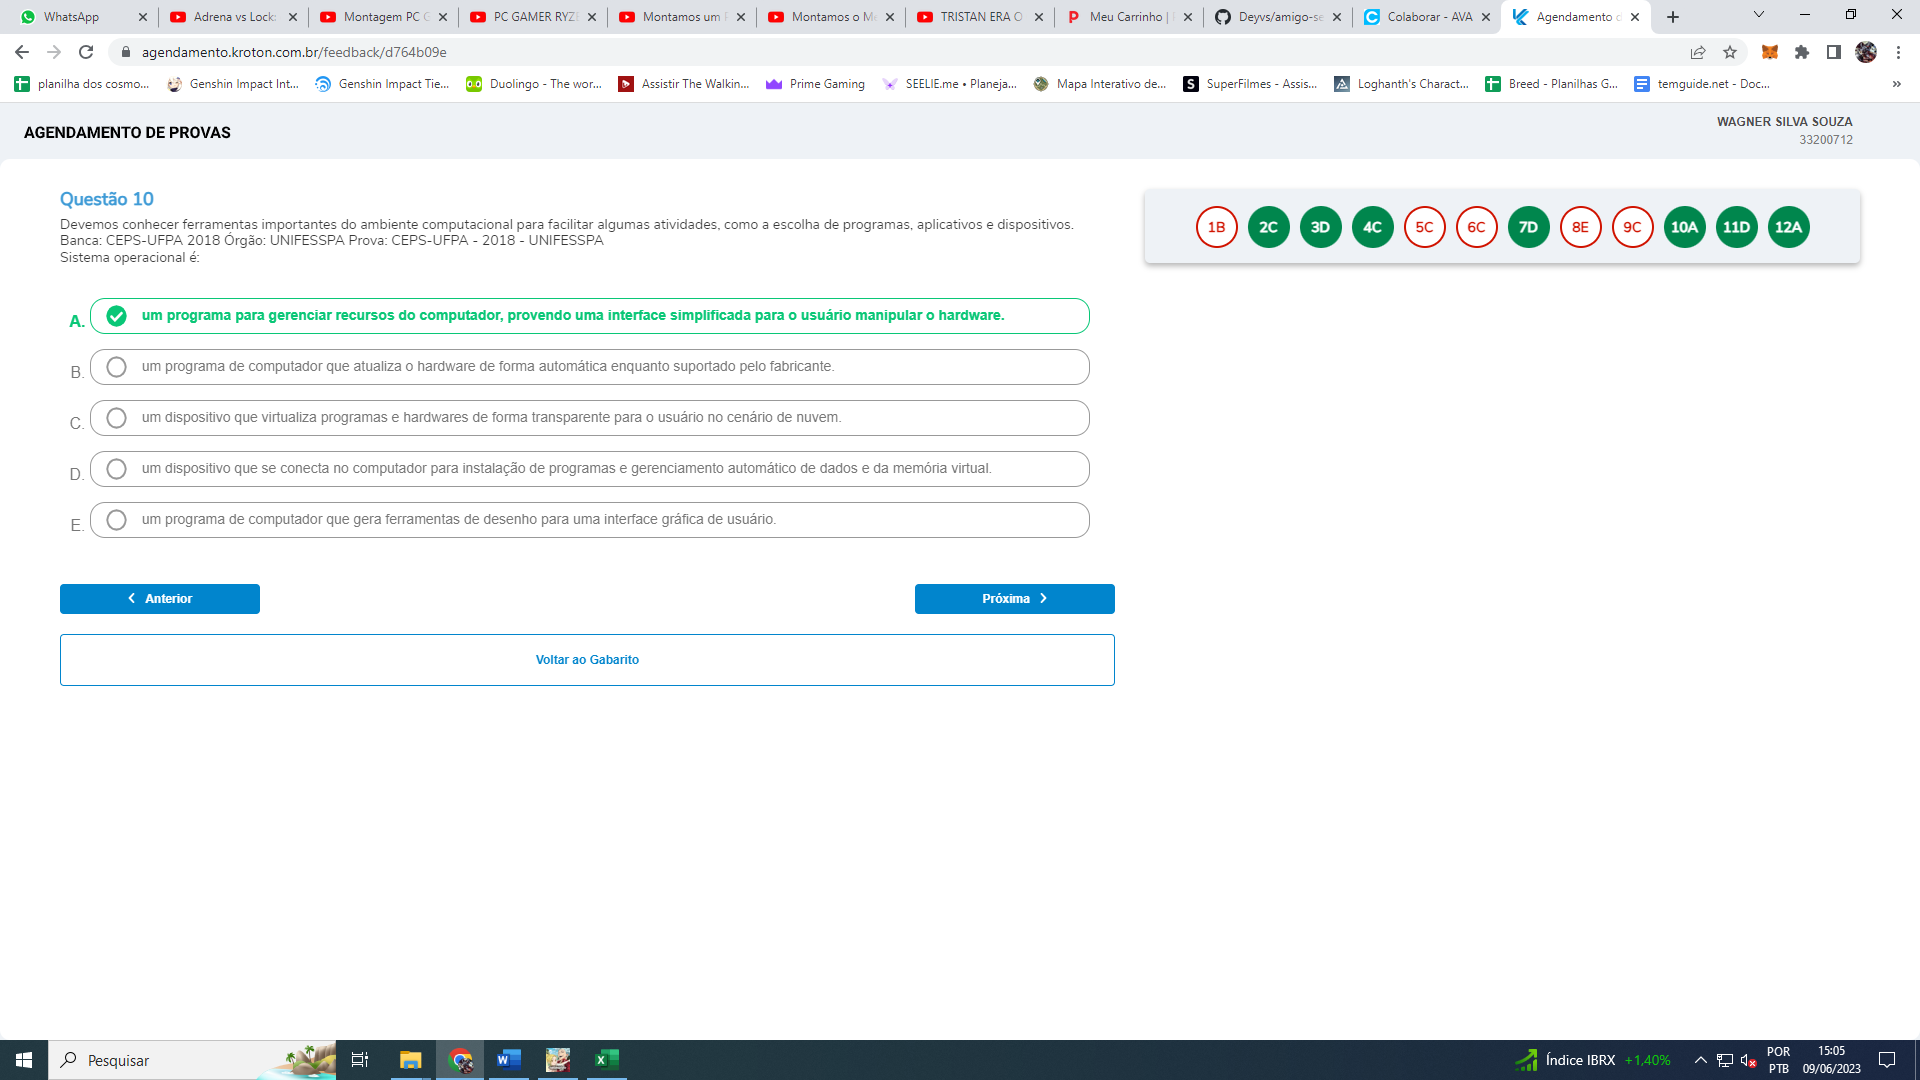 WhatsApp
Adrena vs Lock
Montagem PC G
PC GAMER RYZE
Montamos um
Montamos o Me
TRISTAN ERA O
Meu Carrinho |
Deyvs/amigo-se
Colaborar - AVA
Agendamento d
agendamento.kroton.com.br/feedback/d764b09e
planilha dos cosmo...
Genshin Impact Int...
Genshin Impact Tie...
Duolingo - The wor...
Assistir The Walkin...
Prime Gaming
SEELIE.me • Planeja...
Mapa Interativo de...
SuperFilmes - Assis...
Loghanth's Charact...
Breed - Planilhas G...
temguide.net - Doc...
»
AGENDAMENTO DE PROVAS
WAGNER SILVA SOUZA
33200712
Questão 10
Devemos conhecer ferramentas importantes do ambiente computacional para facilitar algumas atividades, como a escolha de programas, aplicativos e dispositivos.
Banca: CEPS-UFPA 2018 Órgão: UNIFESSPA Prova: CEPS-UFPA - 2018 - UNIFESSPA
Sistema operacional é:
1B 2C 3D 4C 5C 6C 7D 8E 9C 10A 11D 12A
A. um programa para gerenciar recursos do computador, provendo uma interface simplificada para o usuário manipular o hardware.
B. um programa de computador que atualiza o hardware de forma automática enquanto suportado pelo fabricante.
C. um dispositivo que virtualiza programas e hardwares de forma transparente para o usuário no cenário de nuvem.
D. um dispositivo que se conecta no computador para instalação de programas e gerenciamento automático de dados e da memória virtual.
E. um programa de computador que gera ferramentas de desenho para uma interface gráfica de usuário.
Anterior
Próxima
Voltar ao Gabarito
Pesquisar
Índice IBRX +1,40%
POR
PTB
15:05
09/06/2023